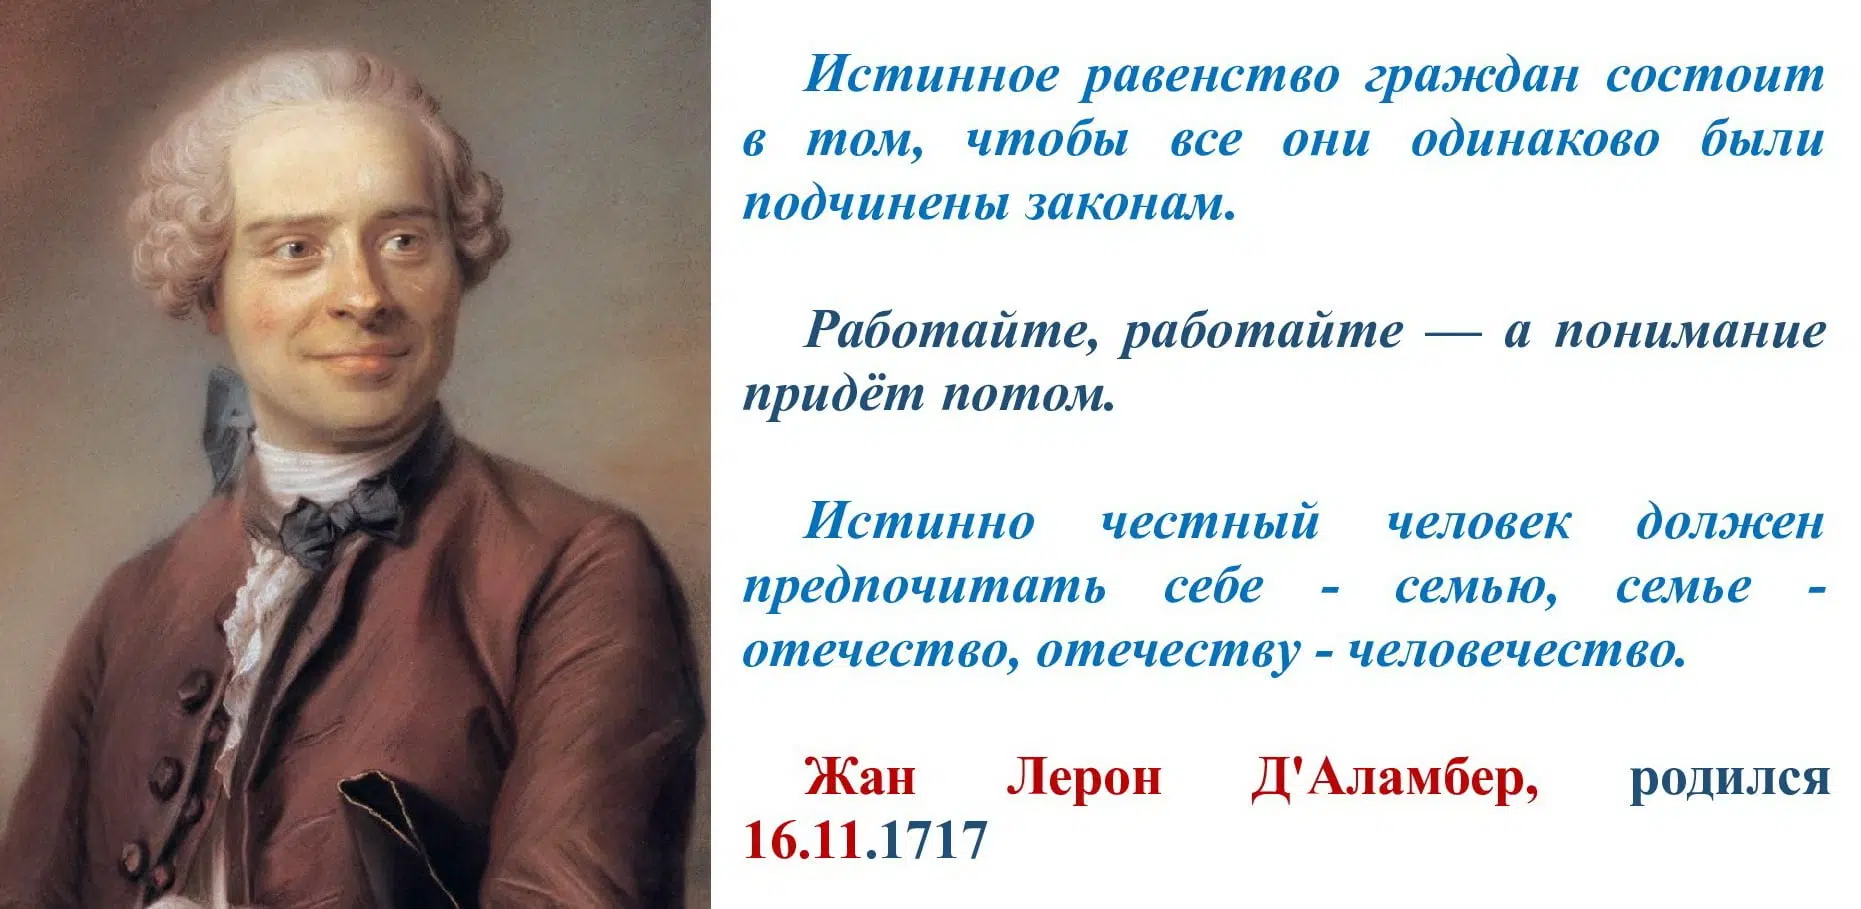 Истинное равенство граждан состоит
в том, чтобы все они одинаково были
подчинены законам.
Работайте, работайте — а понимание
придёт потом.
Истинно честный человек должен
предпочитать себе - семью, семье -
отечество, отечеству - человечество.
Жан Лерон Д'Аламбер, родился
16.11.1717